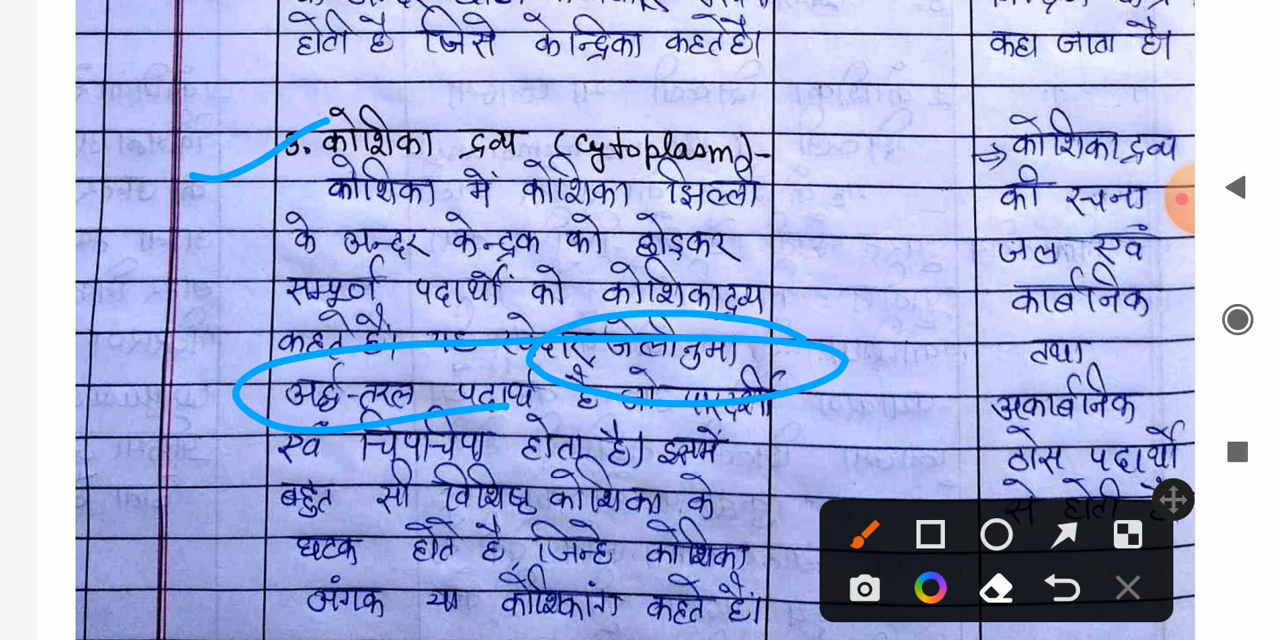 होती है जिसे केन्द्रिका कहते है।
3. कोशिका द्रव्य (Cytoplasm)-
कोशिका में कोशिका झिल्ली
के अन्दर केन्द्रक को छोड़कर
सम्पूर्ण पदार्थों को कोशिकाद्रव्य
कहते है। यह रवेदार जेलीनुमा
अर्द्ध-तरल पदार्थ है जो पारदर्शी
एवं चिपचिपा होता है। इसमें
बहुत सी विशिष्ट कोशिका के
घटक होते है, जिन्हे कोशिका
अंगक या कोशिकांग कहते है।
कहा जाता है।
⇒ कोशिकाद्रव्य
की रचना
जल एवं
कार्बनिक
तथा
अकार्बनिक
ठोस पदार्थो
से होती है